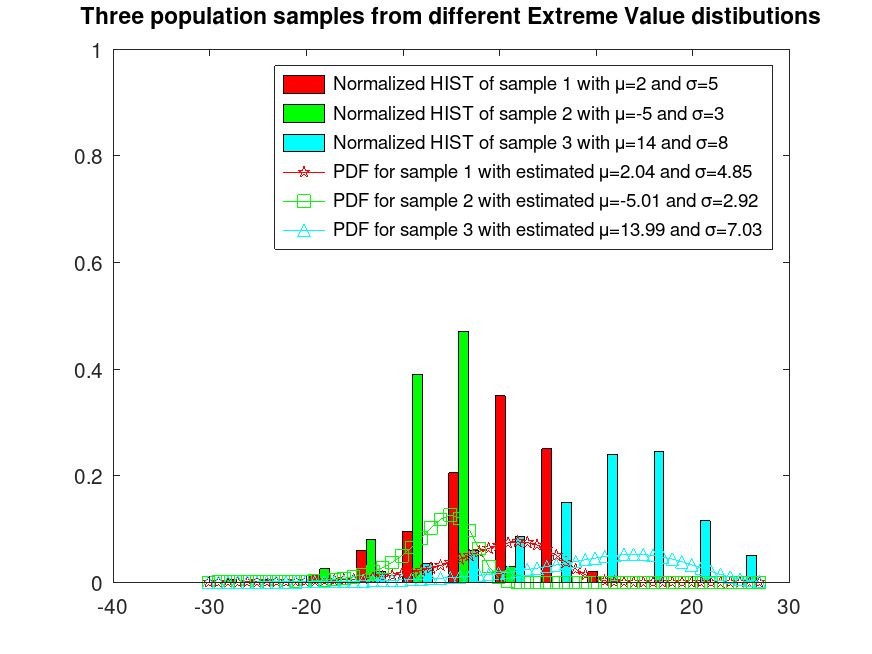 Three population samples from different Extreme Value distibutions
1
0.8
0.6
0.4
0.2
0
-40
-30
-20
-10
0
10
20
30
Normalized HIST of sample 1 with μ=2 and σ=5
Normalized HIST of sample 2 with μ=-5 and σ=3
Normalized HIST of sample 3 with μ=14 and σ=8
PDF for sample 1 with estimated μ=2.04 and σ=4.85
PDF for sample 2 with estimated μ=-5.01 and σ=2.92
PDF for sample 3 with estimated μ=13.99 and σ=7.03